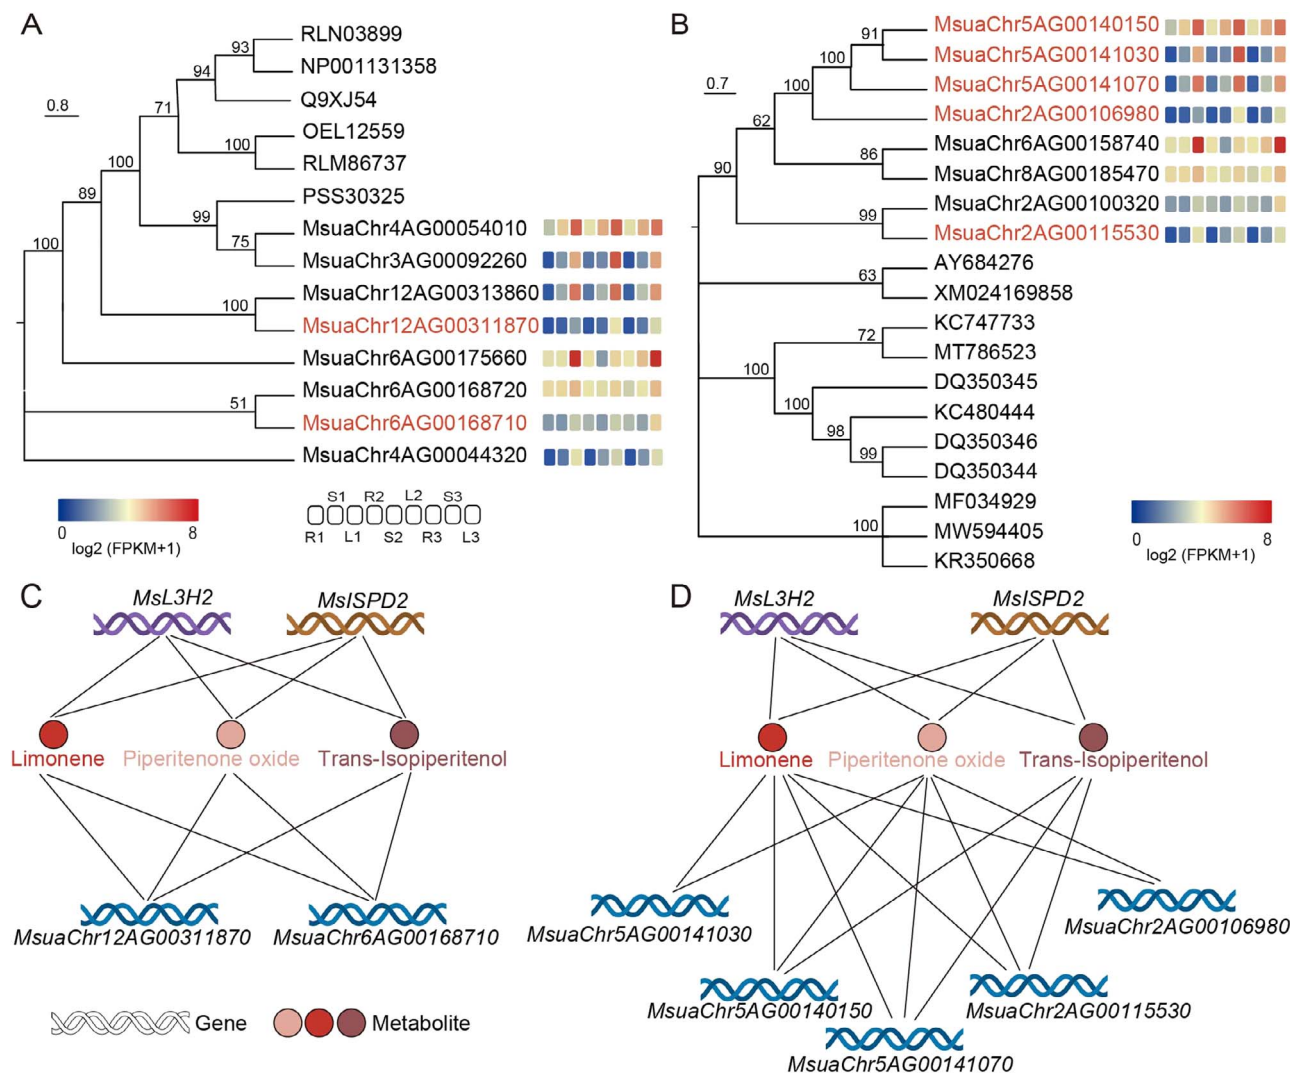 A
0.8
93
94
71
100
100
89
99
75
100
100
51
RLN03899
NP001131358
Q9XJ54
OEL12559
RLM86737
PSS30325
MsuaChr4AG00054010
MsuaChr3AG00092260
MsuaChr12AG00313860
MsuaChr12AG00311870
MsuaChr6AG00175660
MsuaChr6AG00168720
MsuaChr6AG00168710
MsuaChr4AG00044320
0 8
log2 (FPKM+1)
S1 R2 L2 S3
R1 L1 S2 R3 L3
B
0.7
91
100
100
62
86
90
99
63
72
100
100
98
99
100
MsuaChr5AG00140150
MsuaChr5AG00141030
MsuaChr5AG00141070
MsuaChr2AG00106980
MsuaChr6AG00158740
MsuaChr8AG00185470
MsuaChr2AG00100320
MsuaChr2AG00115530
AY684276
XM024169858
KC747733
MT786523
DQ350345
KC480444
DQ350346
DQ350344
MF034929
MW594405
KR350668
0 8
log2 (FPKM+1)
C
MsL3H2 MsISPD2
Limonene Piperitenone oxide Trans-Isopiperitenol
MsuaChr12AG00311870 MsuaChr6AG00168710
Gene Metabolite
D
MsL3H2 MsISPD2
Limonene Piperitenone oxide Trans-Isopiperitenol
MsuaChr5AG00141030
MsuaChr2AG00106980
MsuaChr5AG00140150
MsuaChr2AG00115530
MsuaChr5AG00141070